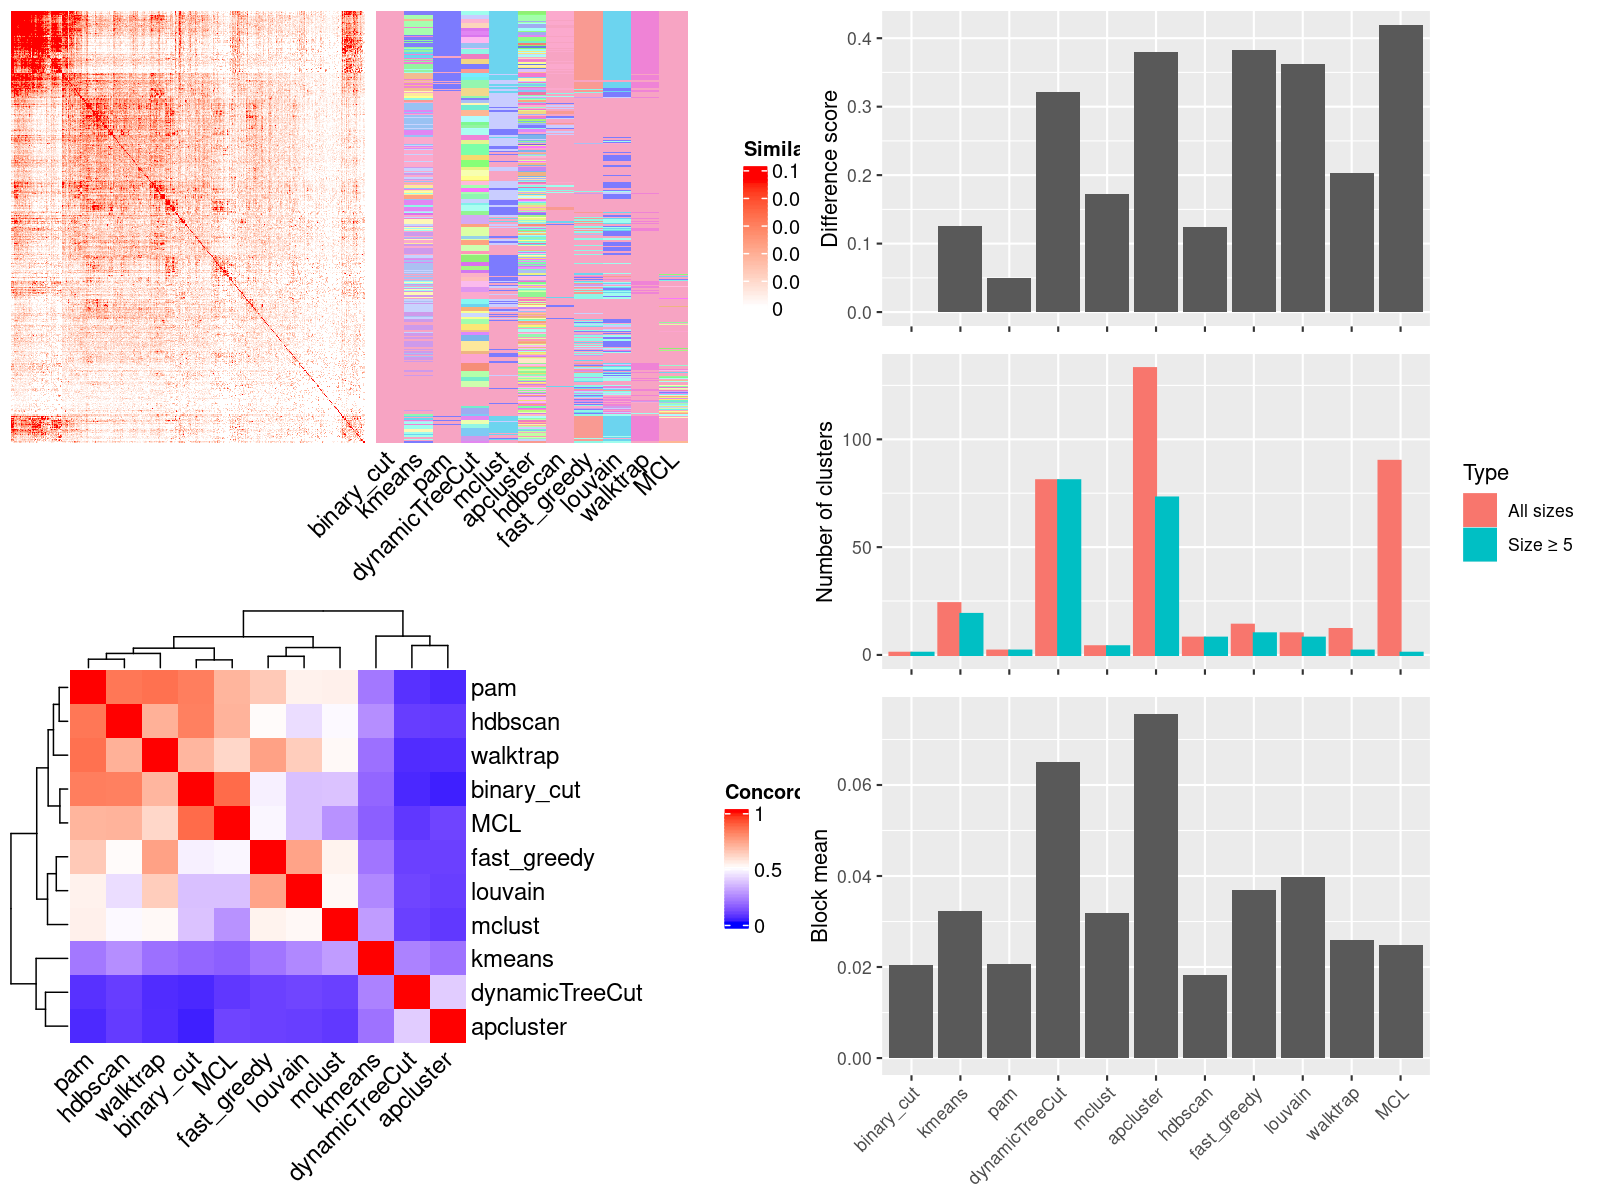 Simila
0.1
0.0
0.0
0.0
0.0
0
binary_cut
kmeans
pam
dynamicTreeCut
mclust
apcluster
hdbscan
fast_greedy
louvain
walktrap
MCL
Difference score
0.4
0.3
0.2
0.1
0.0
Number of clusters
100
50
0
Type
All sizes
Size ≥ 5
Block mean
0.06
0.04
0.02
0.00
binary_cut
kmeans
pam
dynamicTreeCut
mclust
apcluster
hdbscan
fast_greedy
louvain
walktrap
MCL
pam
hdbscan
walktrap
binary_cut
MCL
fast_greedy
louvain
mclust
kmeans
dynamicTreeCut
apcluster
pam
hdbscan
walktrap
binary_cut
MCL
fast_greedy
louvain
mclust
kmeans
dynamicTreeCut
apcluster
Concord
1
0.5
0